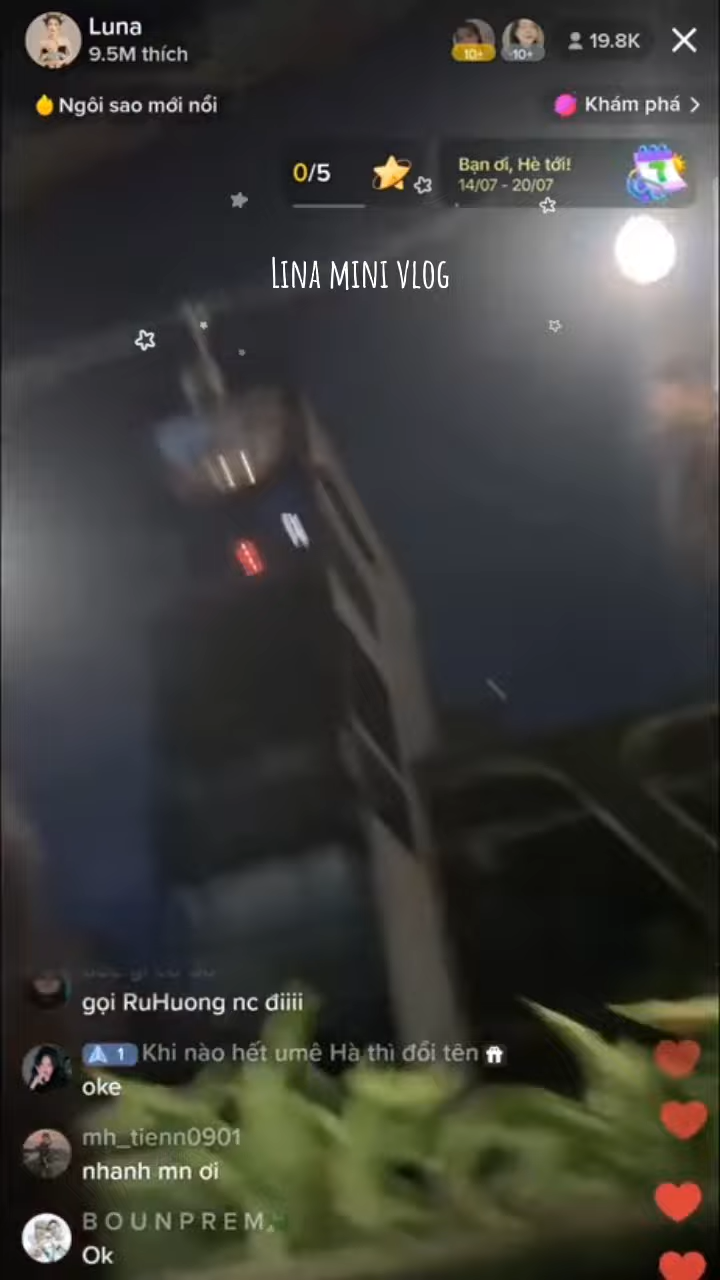 Luna
9.5M thích
10+
10+
19.8K
Ngôi sao mới nổi
Khám phá
0/5
Bạn ơi, Hè tới!
14/07 - 20/07
LINA MINI VLOG
gọi RuHuong nc điiii
1 Khi nào hết umê Hà thì đổi tên
oke
mh_tienn0901
nhanh mn ơi
B O U N P R E M
Ok